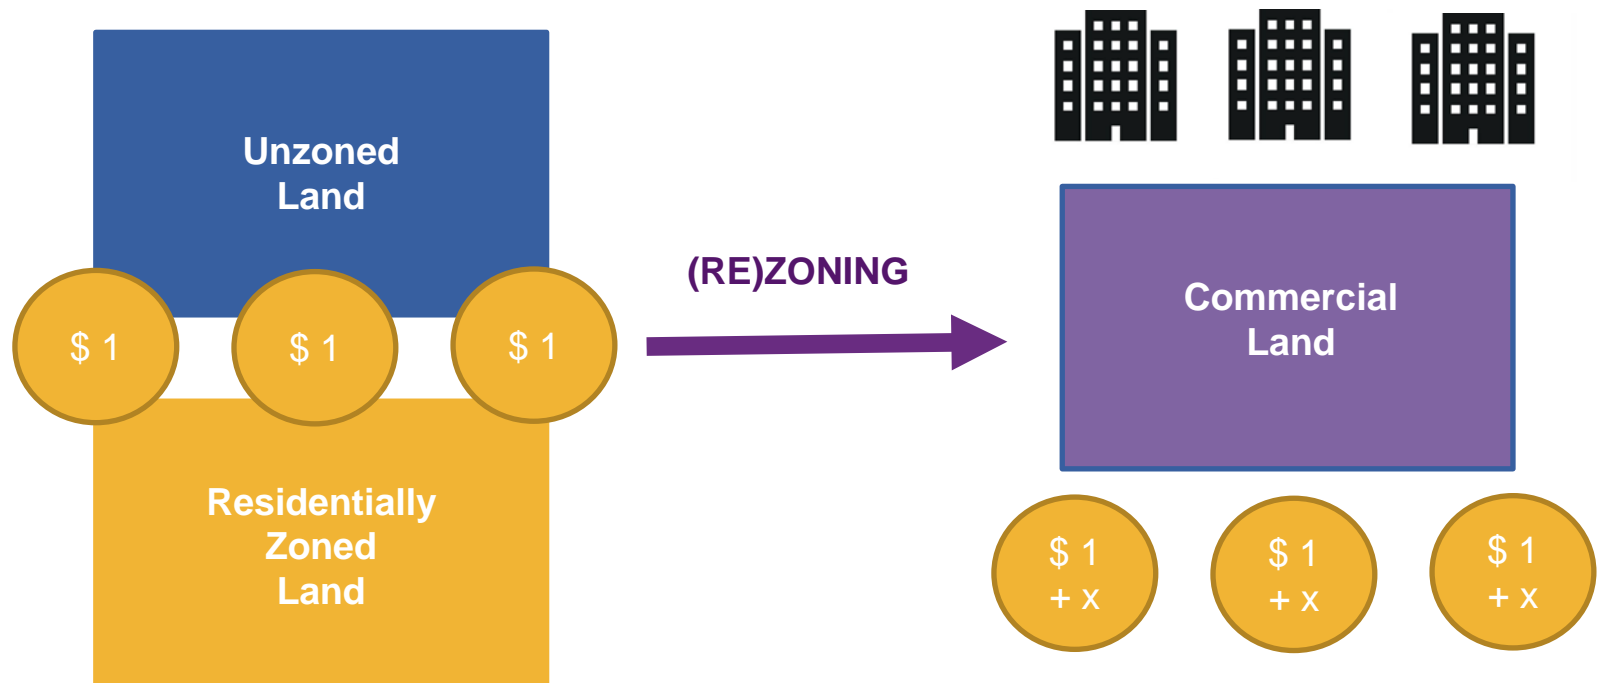 Unzoned
Land
$ 1
$ 1
$ 1
Residentially
Zoned
Land
(RE)ZONING
Commercial
Land
$ 1
+ x
$ 1
+ x
$ 1
+ x